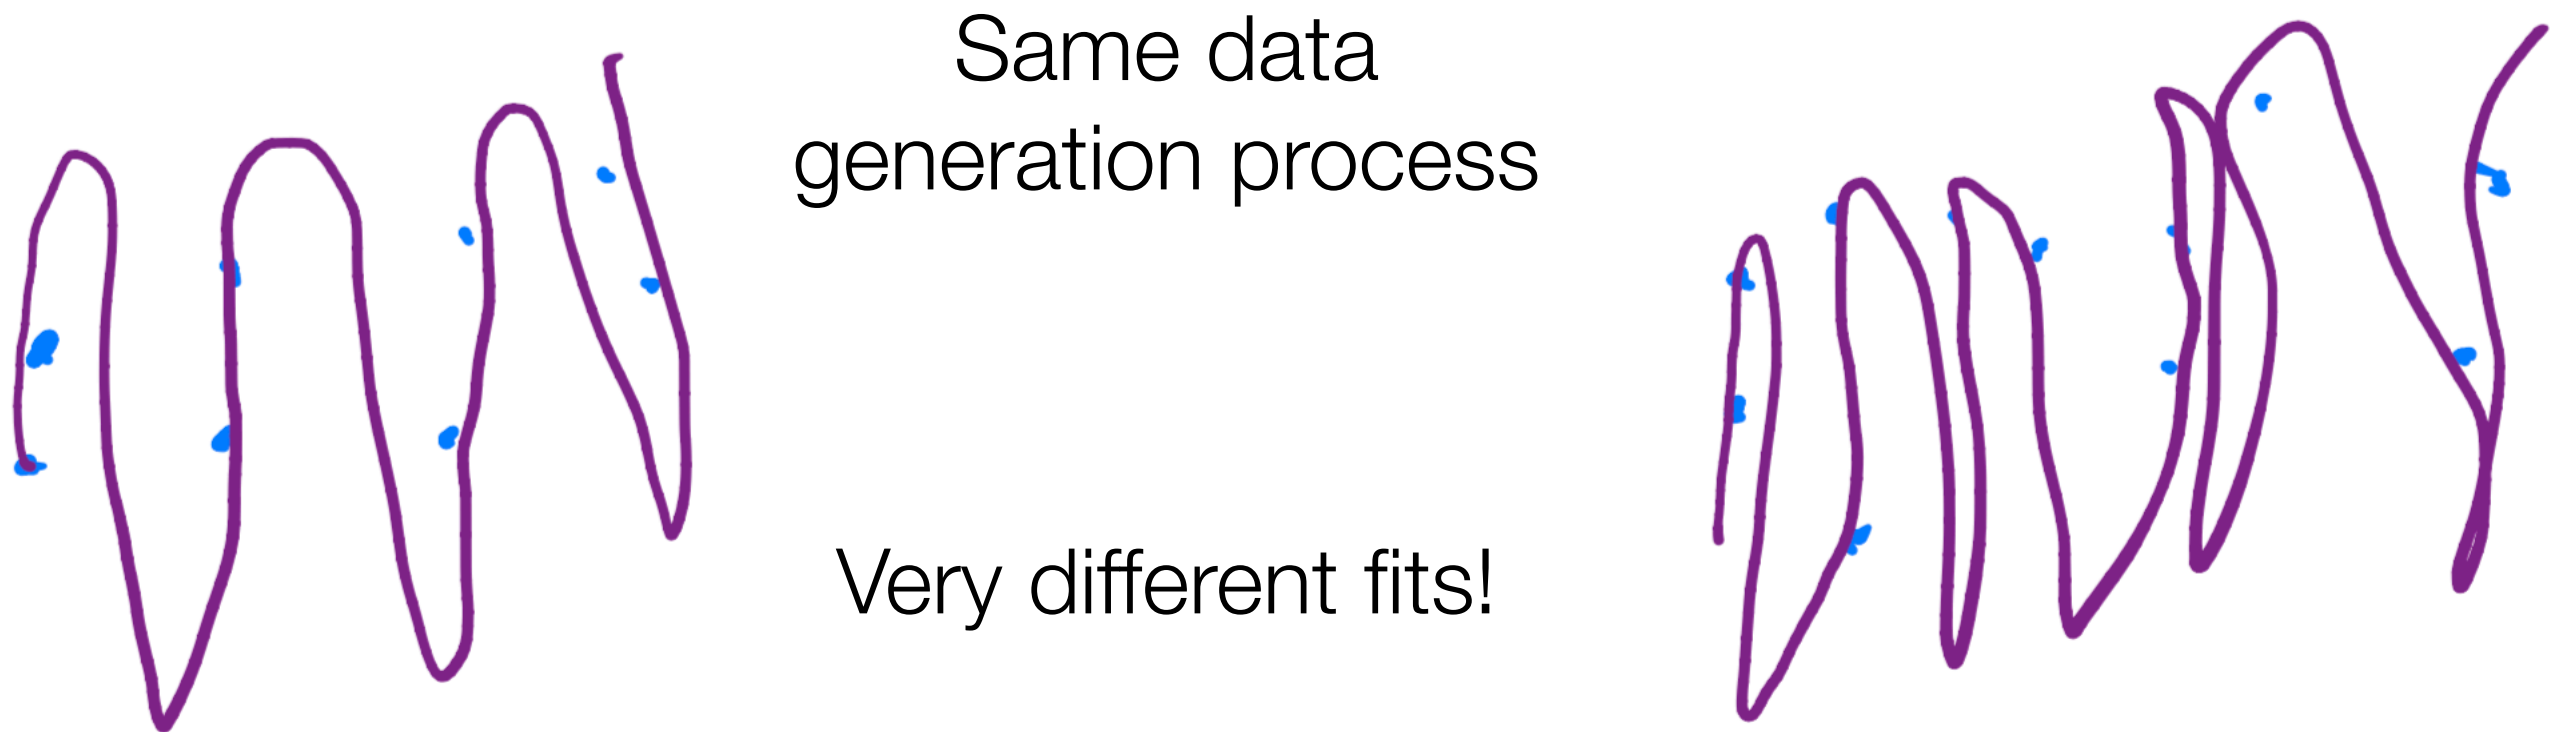 Same data
generation process
Very different fits!